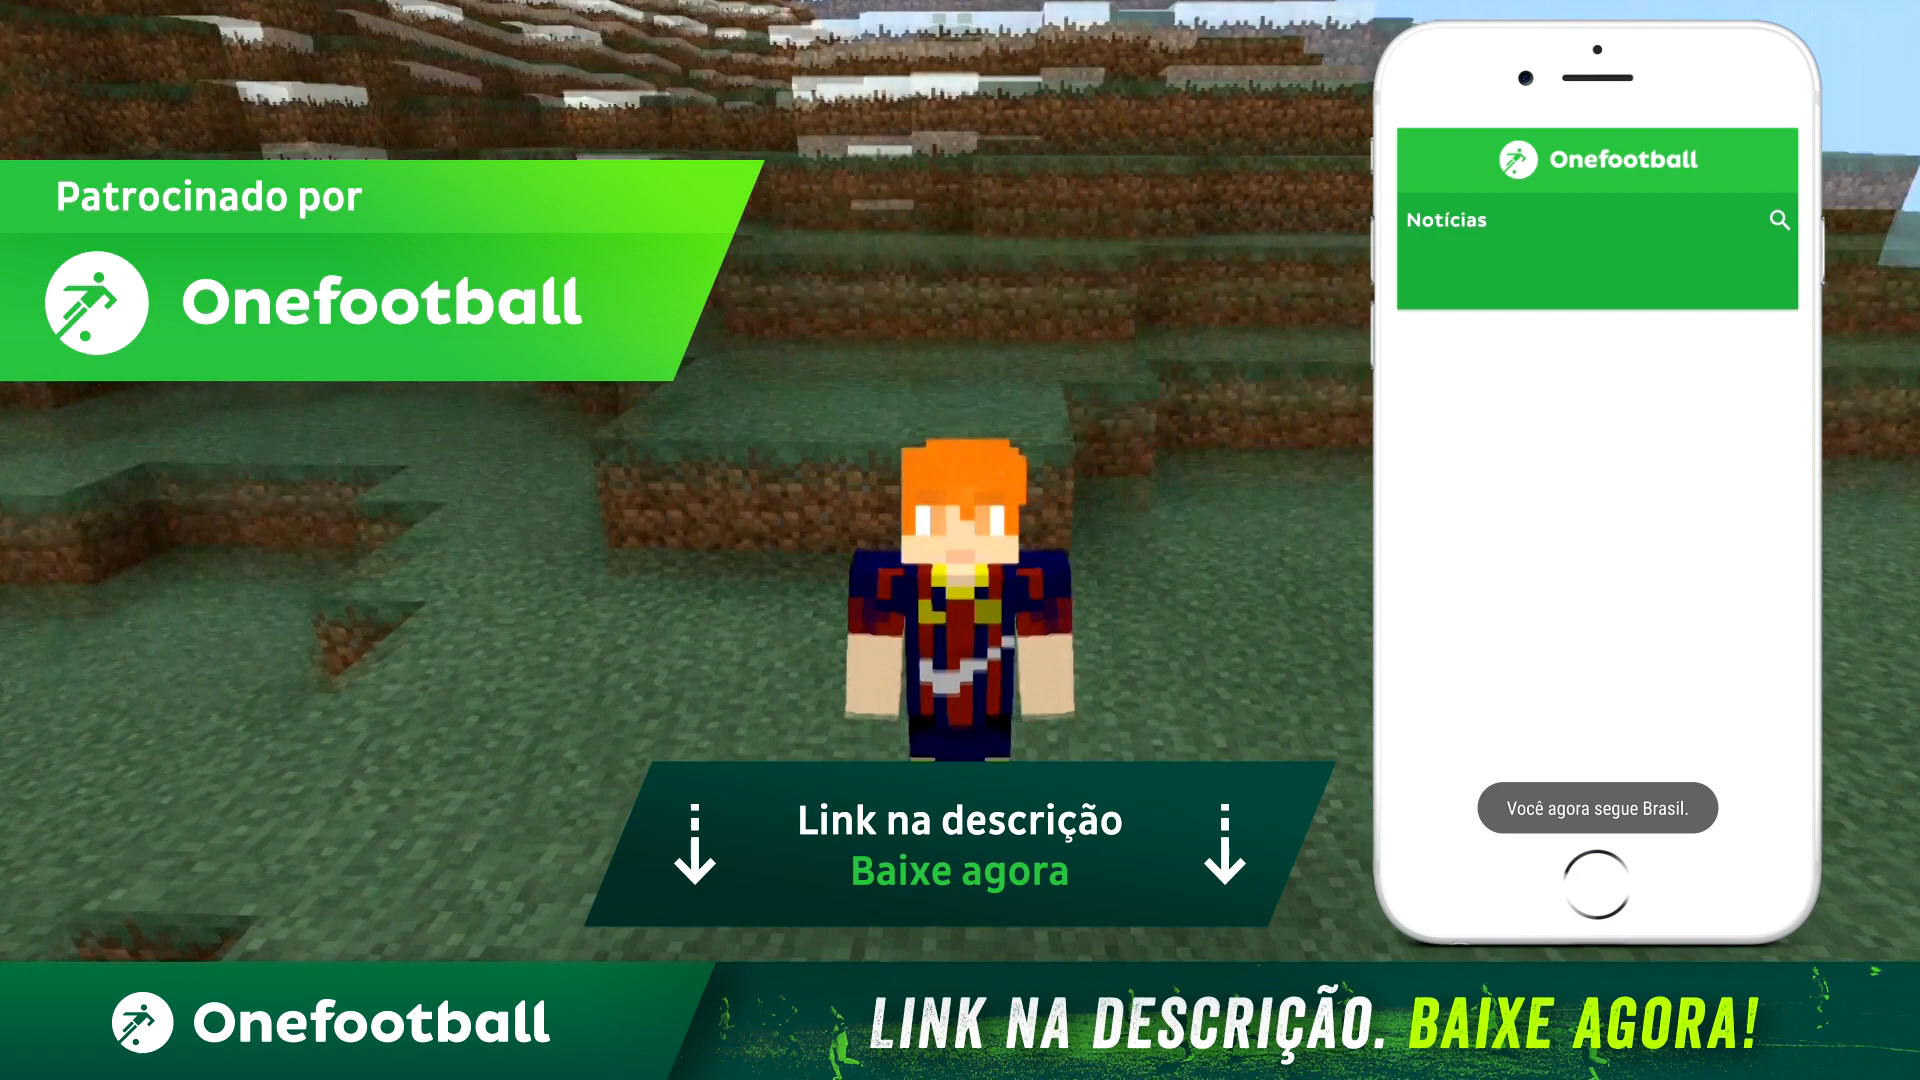 Patrocinado por
Onefootball
Onefootball
Notícias
Você agora segue Brasil.
Link na descrição
Baixe agora
Onefootball
LINK NA DESCRIÇÃO. BAIXE AGORA!